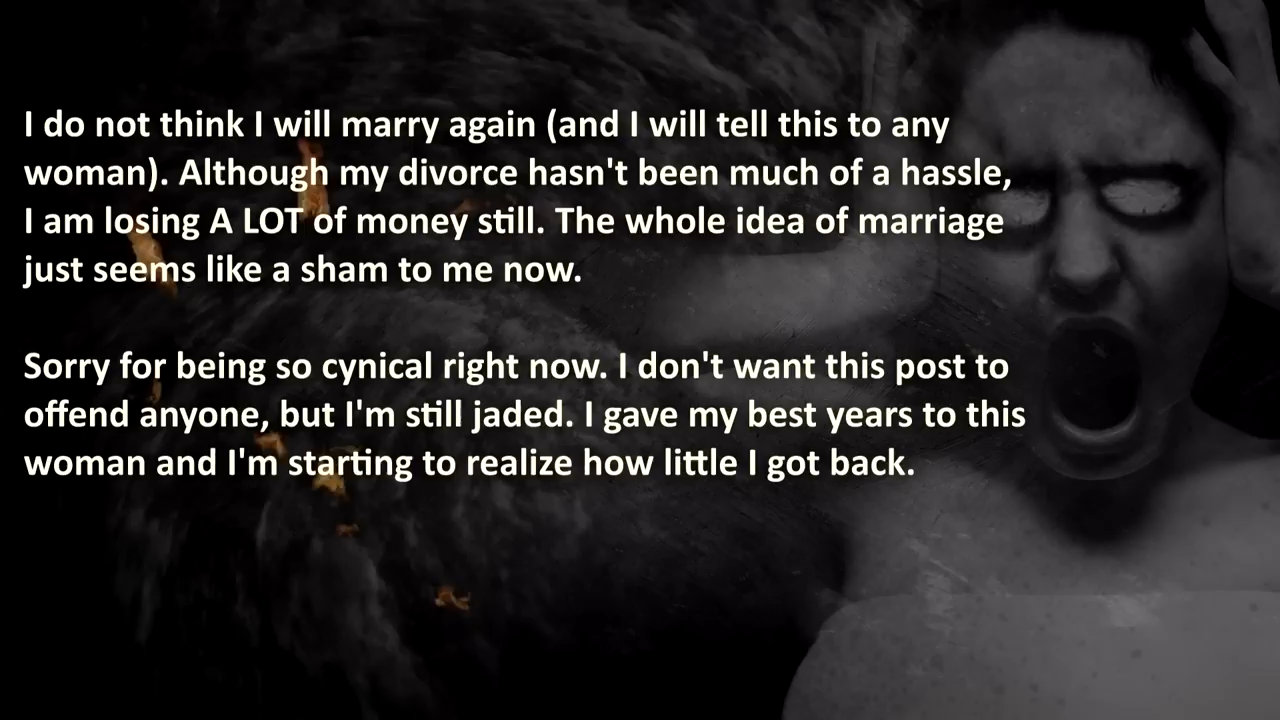 I do not think I will marry again (and I will tell this to any
woman). Although my divorce hasn't been much of a hassle,
I am losing A LOT of money still. The whole idea of marriage
just seems like a sham to me now.
Sorry for being so cynical right now. I don't want this post to
offend anyone, but I'm still jaded. I gave my best years to this
woman and I'm starting to realize how little I got back.